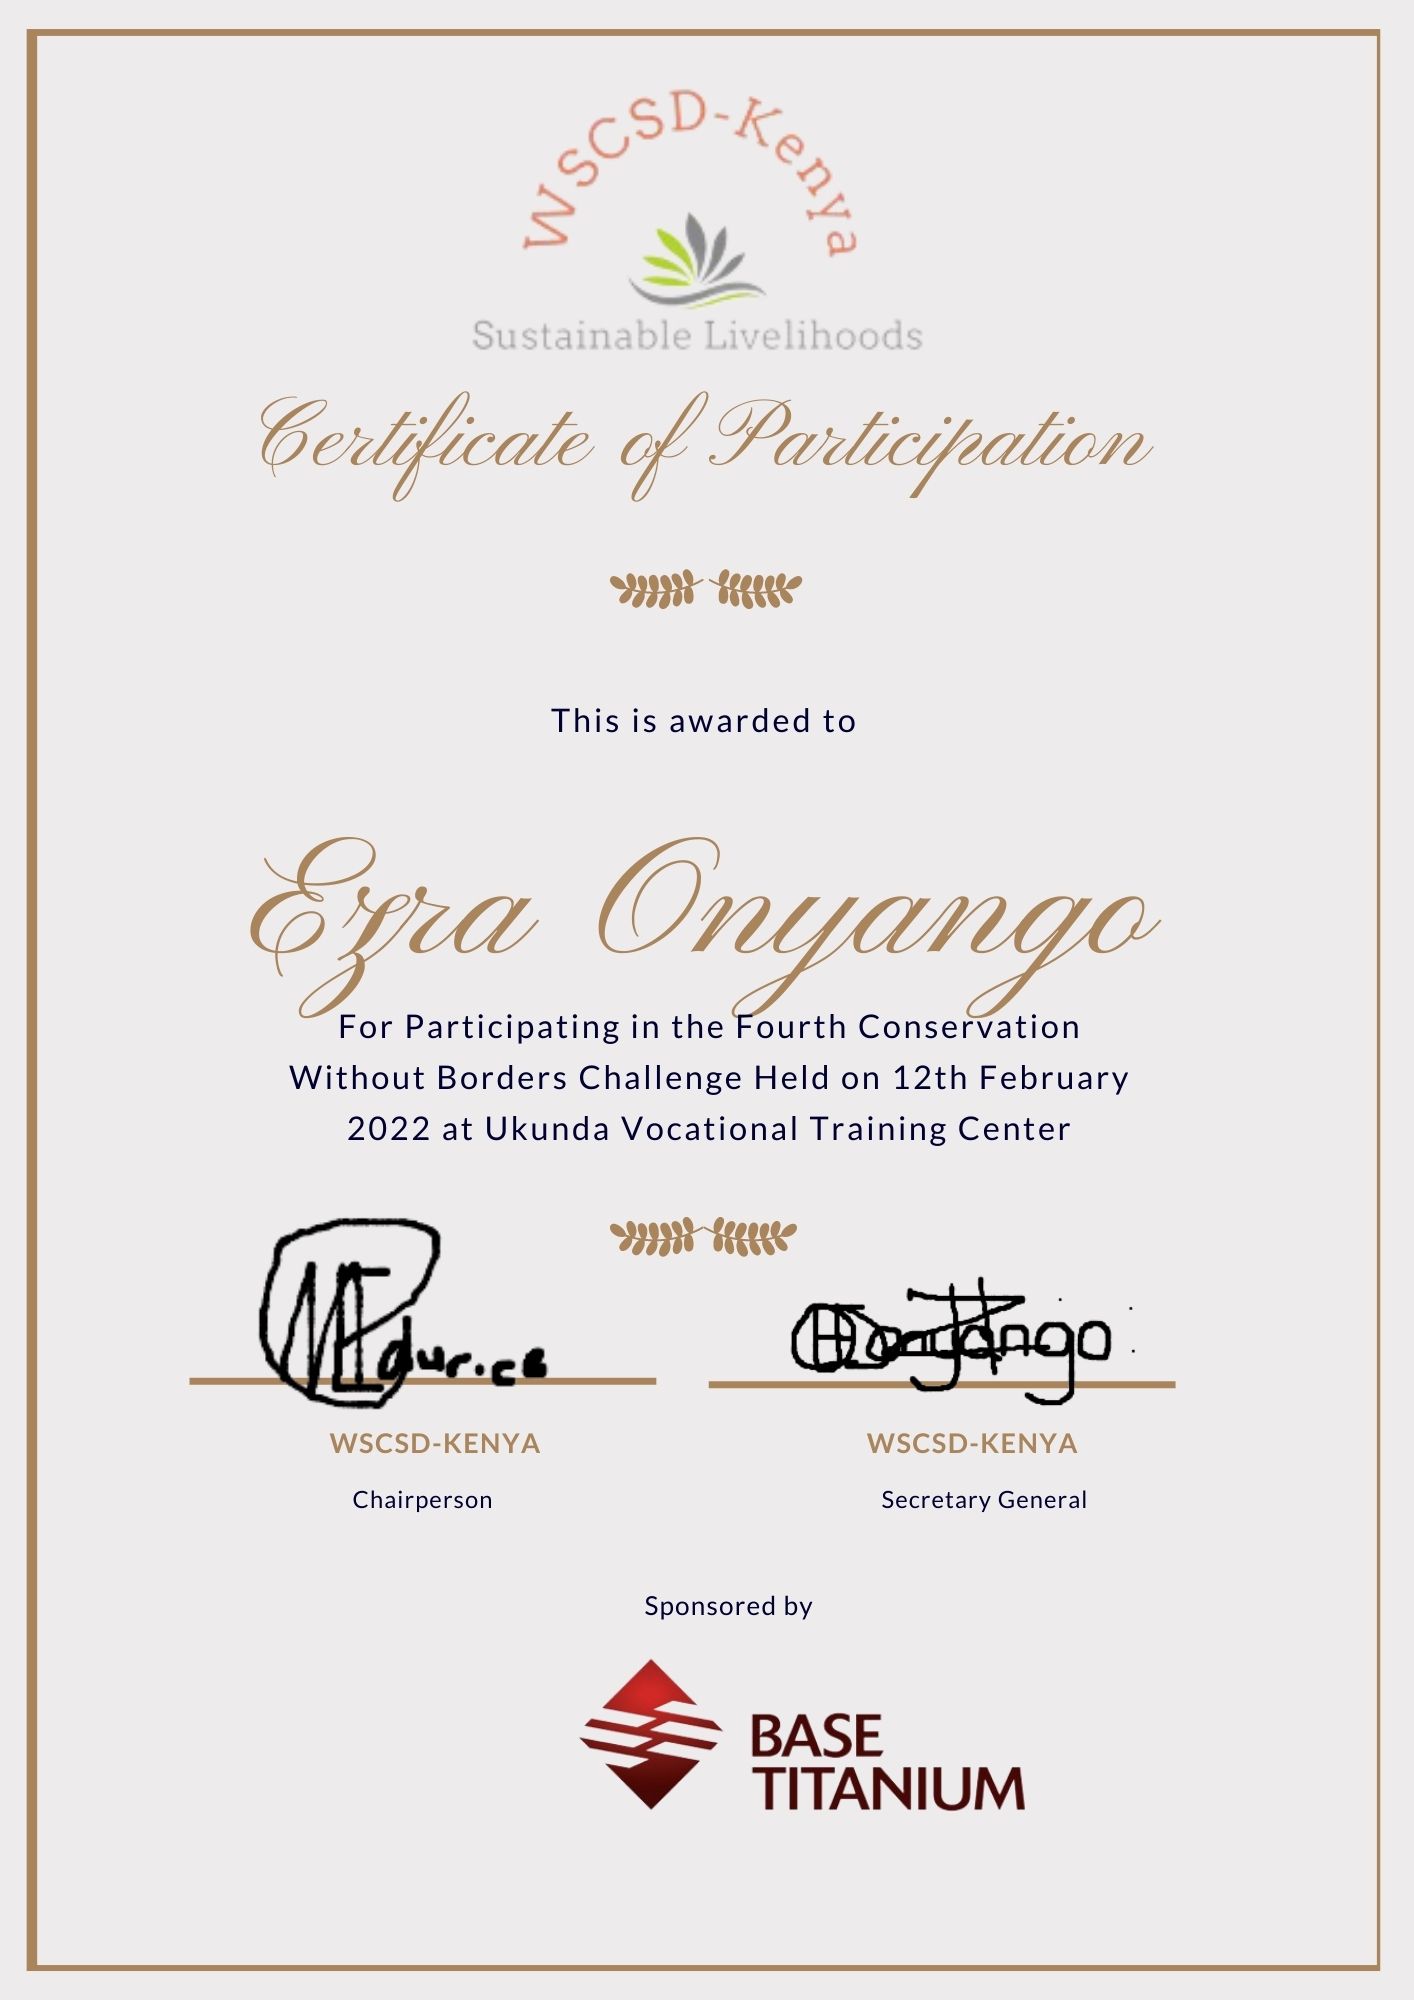 WSCSD-Kenya
Sustainable Livelihoods
Certificate of Participation
This is awarded to
Ezra Onyango
For Participating in the Fourth Conservation
Without Borders Challenge Held on 12th February
2022 at Ukunda Vocational Training Center
WSCSD-KENYA WSCSD-KENYA
Chairperson Secretary General
Sponsored by
BASE
TITANIUM